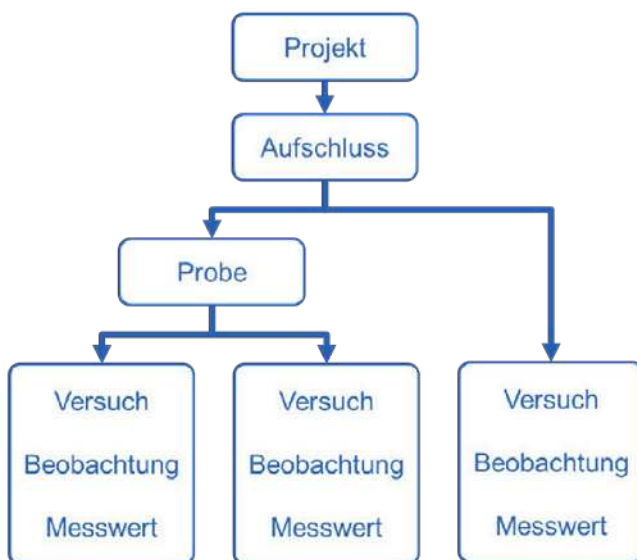 Projekt
Aufschluss
Probe
Versuch
Beobachtung
Messwert
Versuch
Beobachtung
Messwert
Versuch
Beobachtung
Messwert